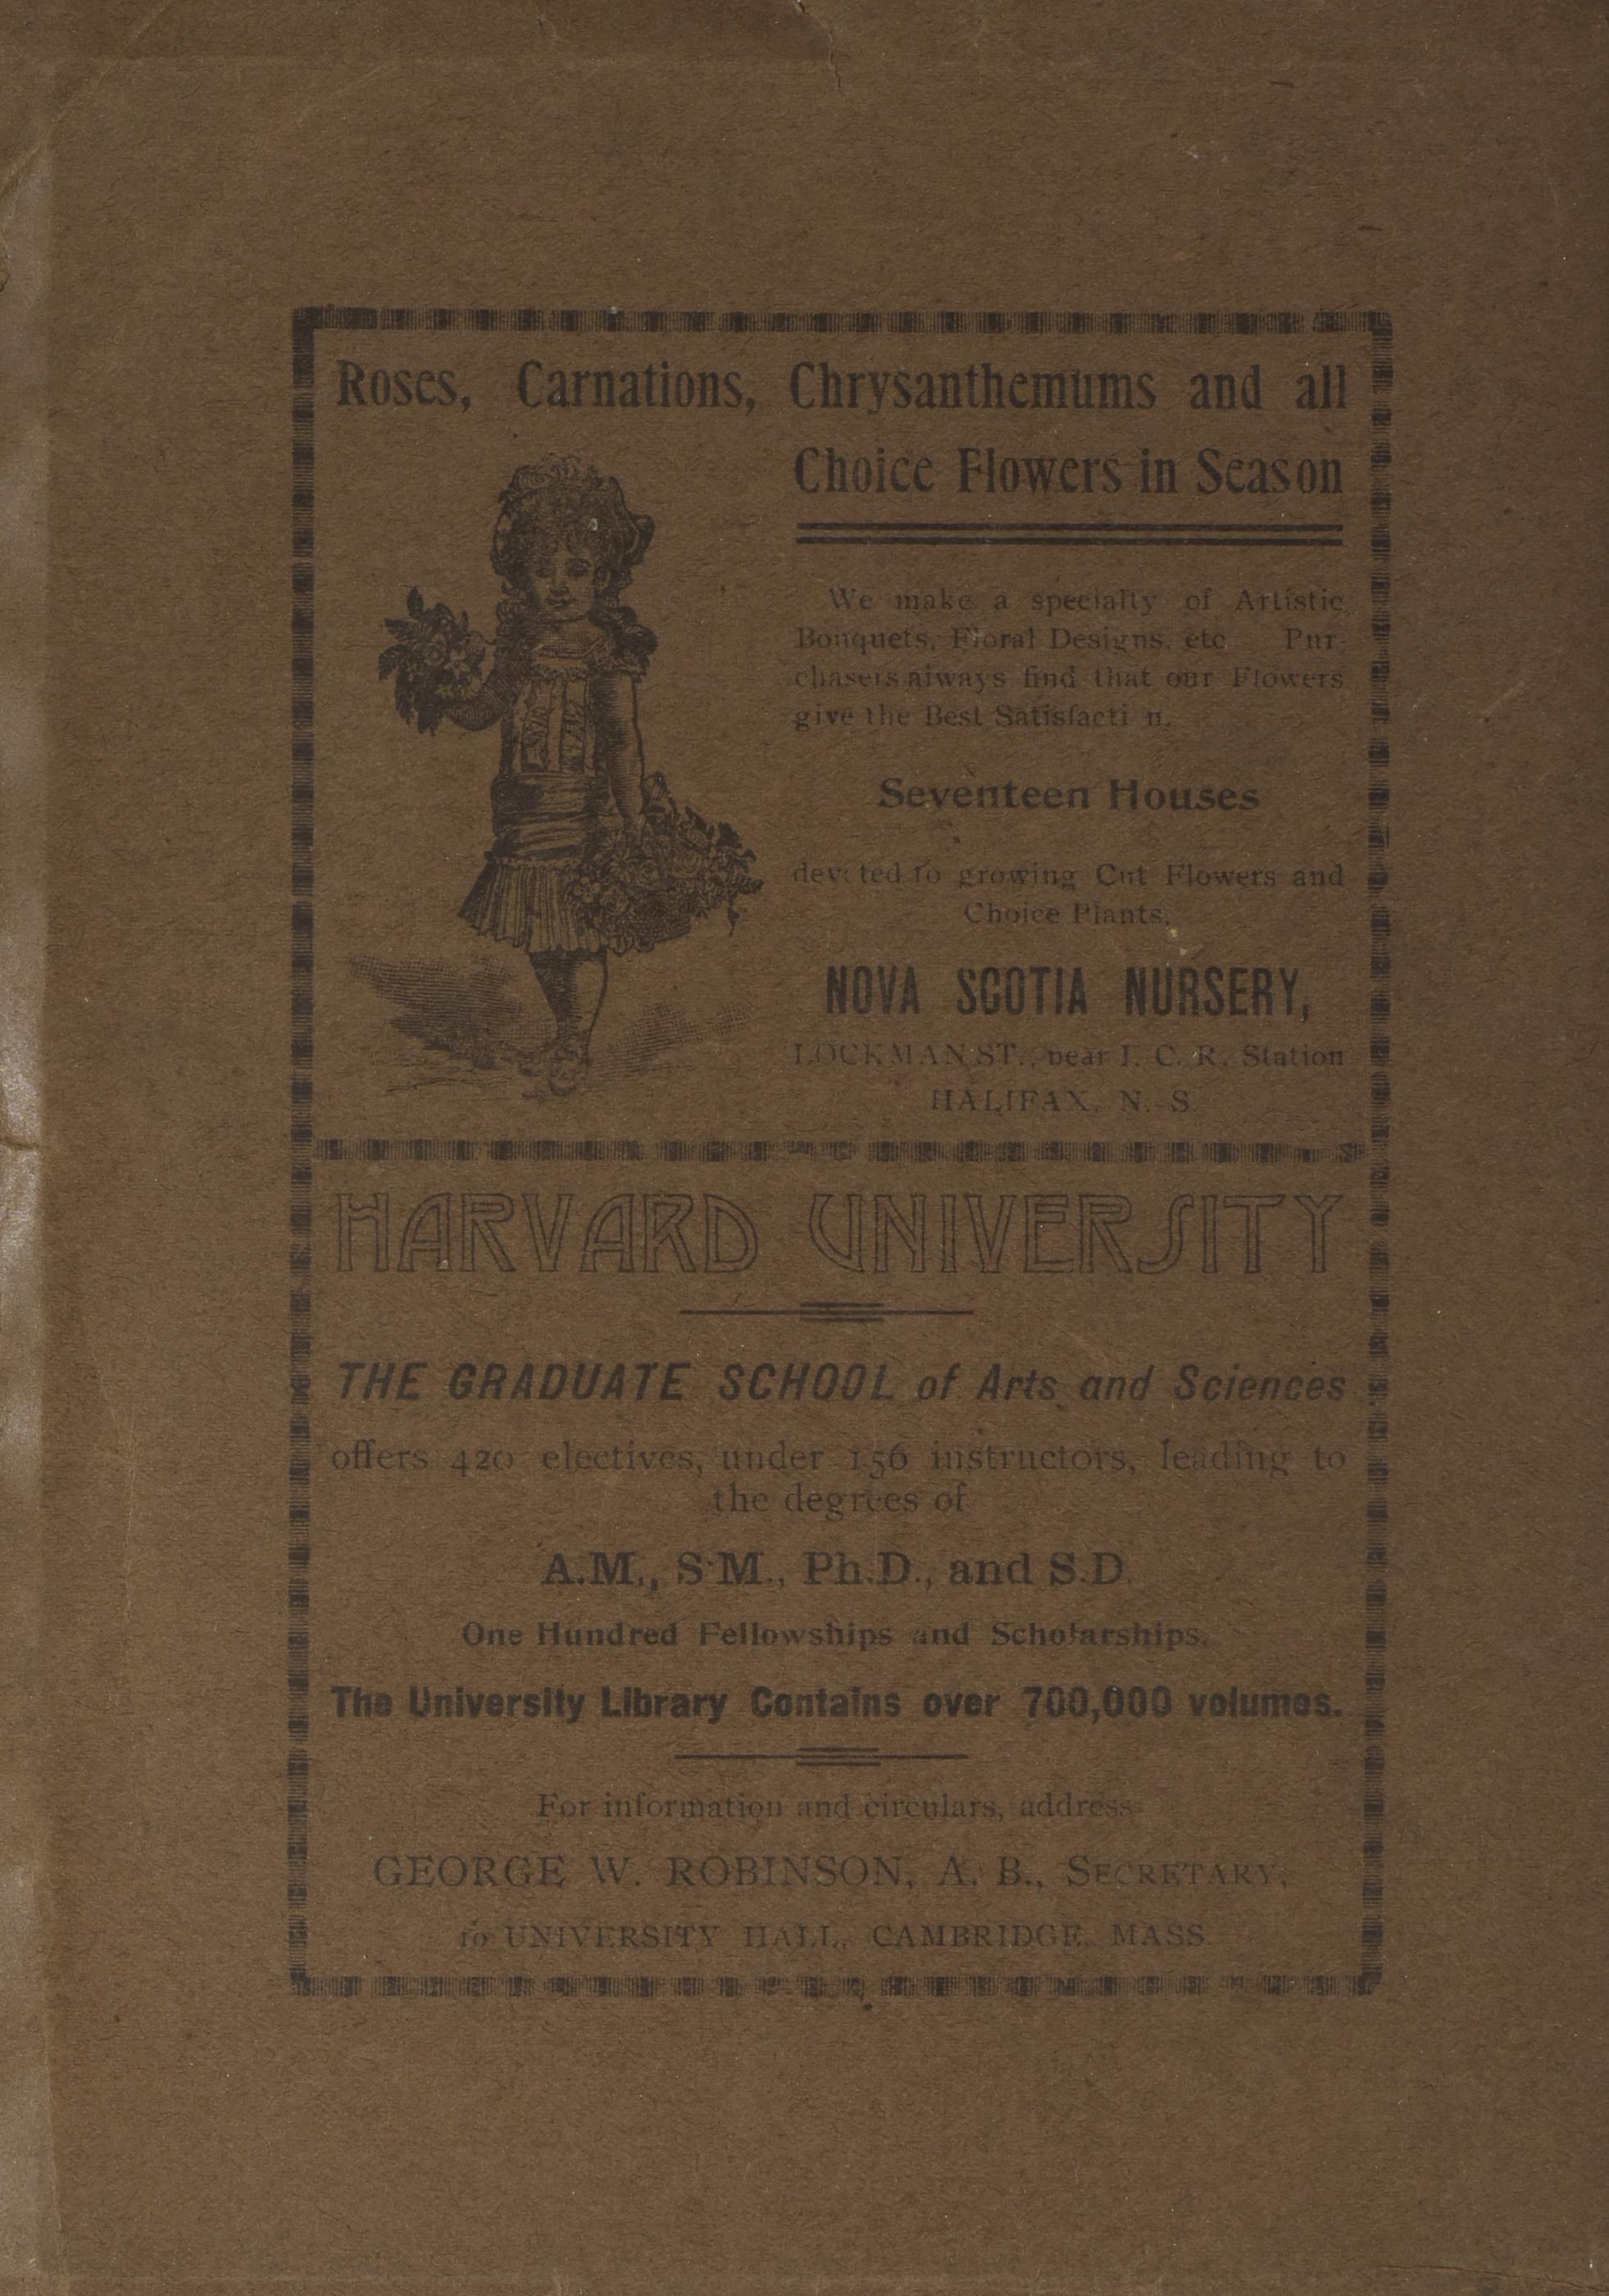 Roses, Carnations, Chrysanthemums and all
Choice Flowers in Season
We make a specialty of Artistic
Bouquets, Floral Designs, etc Pur-
chasers always find that our Flowers
give the Best Satisfacti n.
Seventeen Houses
devoted to growing Cut Flowers and
Choice Plants.
NOVA SCOTIA NURSERY,
LOCKMAN ST., near I. C. R. Station
HALIFAX, N. S.
HARVARD UNIVERSITY
THE GRADUATE SCHOOL of Arts and Sciences
offers 420 electives, under 156 instructors, leading to
the degrees of
A.M., S.M., Ph.D., and S.D.
One Hundred Fellowships and Scholarships.
The University Library Contains over 700,000 volumes.
For information and circulars, address
GEORGE W. ROBINSON, A. B., SECRETARY,
10 UNIVERSITY HALL, CAMBRIDGE, MASS.